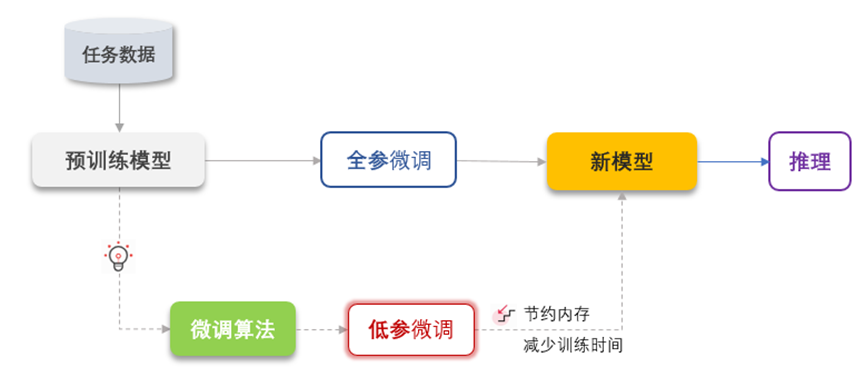 任务数据
预训练模型
全参微调
新模型
推理
微调算法
低参微调
节约内存
减少训练时间